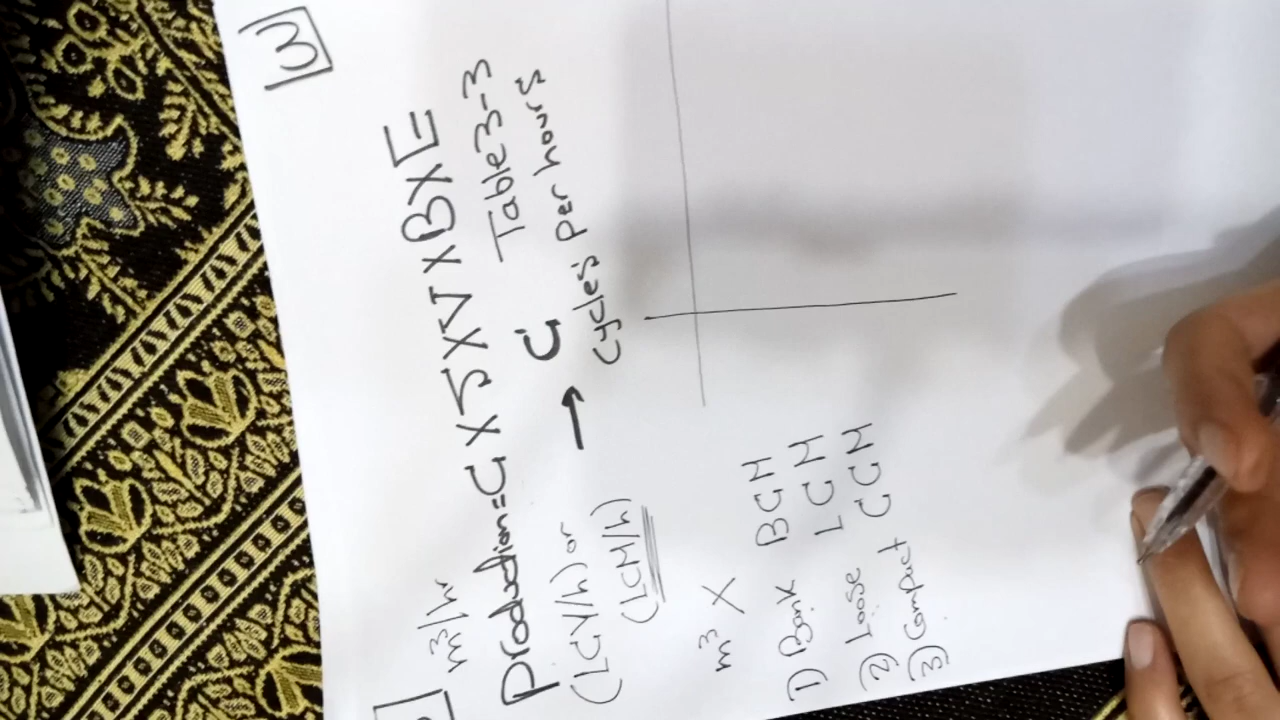 3
m³/hr
Production = C × S × V × B × E
(LCY/h) or → C Table 3-3
(LCM/h) cycles per hours
m³ X
1) Bank BCM
2) Loose LCM
3) Compact CCM